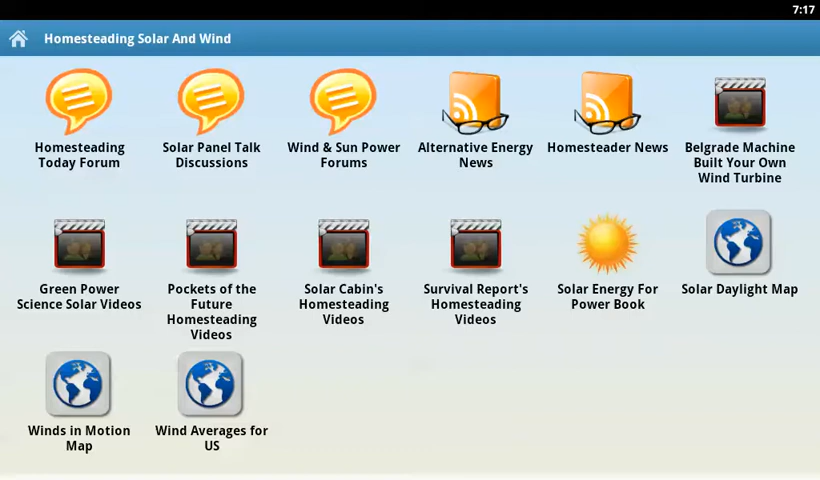 7:17
Homesteading Solar And Wind
Homesteading
Today Forum
Solar Panel Talk
Discussions
Wind & Sun Power
Forums
Alternative Energy
News
Homesteader News
Belgrade Machine
Built Your Own
Wind Turbine
Green Power
Science Solar Videos
Pockets of the
Future
Homesteading
Videos
Solar Cabin's
Homesteading
Videos
Survival Report's
Homesteading
Videos
Solar Energy For
Power Book
Solar Daylight Map
Winds in Motion
Map
Wind Averages for
US